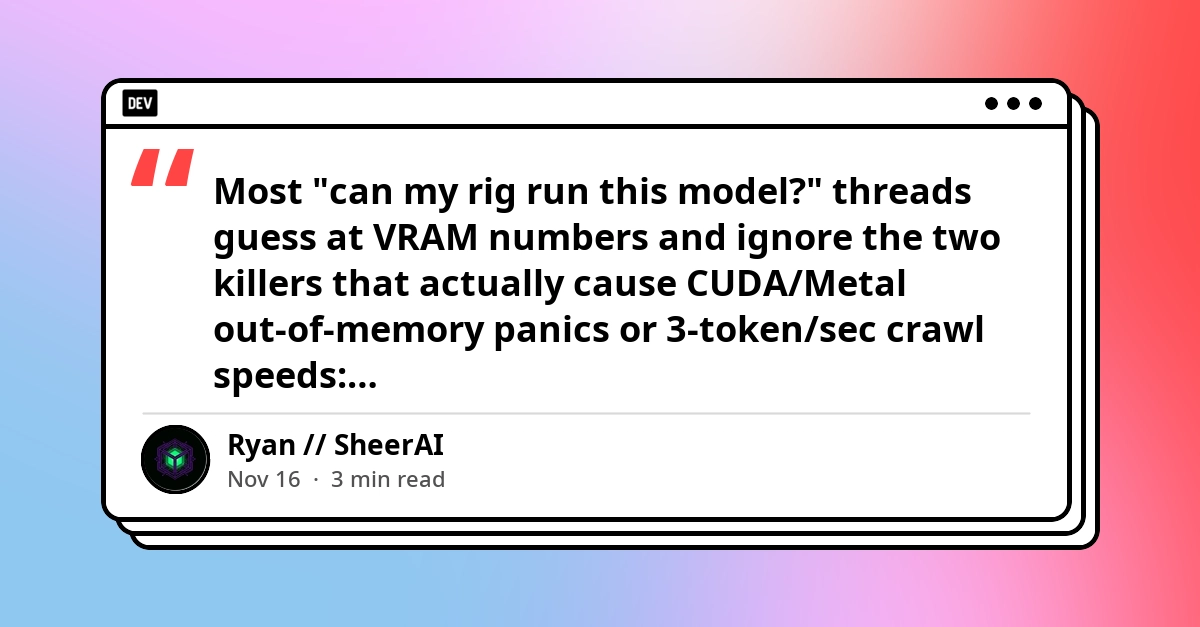 DEV
“
Most "can my rig run this model?" threads
guess at VRAM numbers and ignore the two
killers that actually cause CUDA/Metal
out-of-memory panics or 3-token/sec crawl
speeds:...
Ryan // SheerAI
Nov 16 · 3 min read